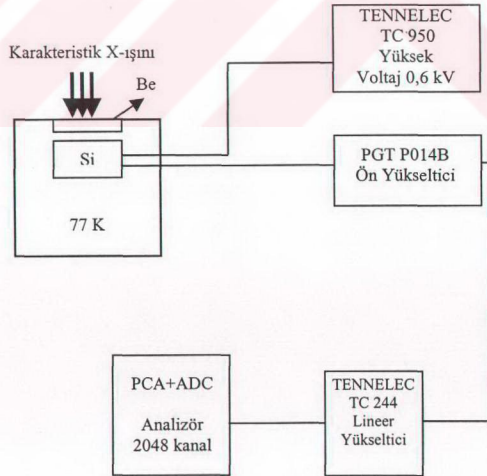 TENNELEC
TC 950
Yüksek
Voltaj 0,6 kV
Karakteristik X-ışını
Be
Si
77 K
PGT P014B
Ön Yükseltici
PCA+ADC
Analizör
2048 kanal
TENNELEC
TC 244
Lineer
Yükseltici